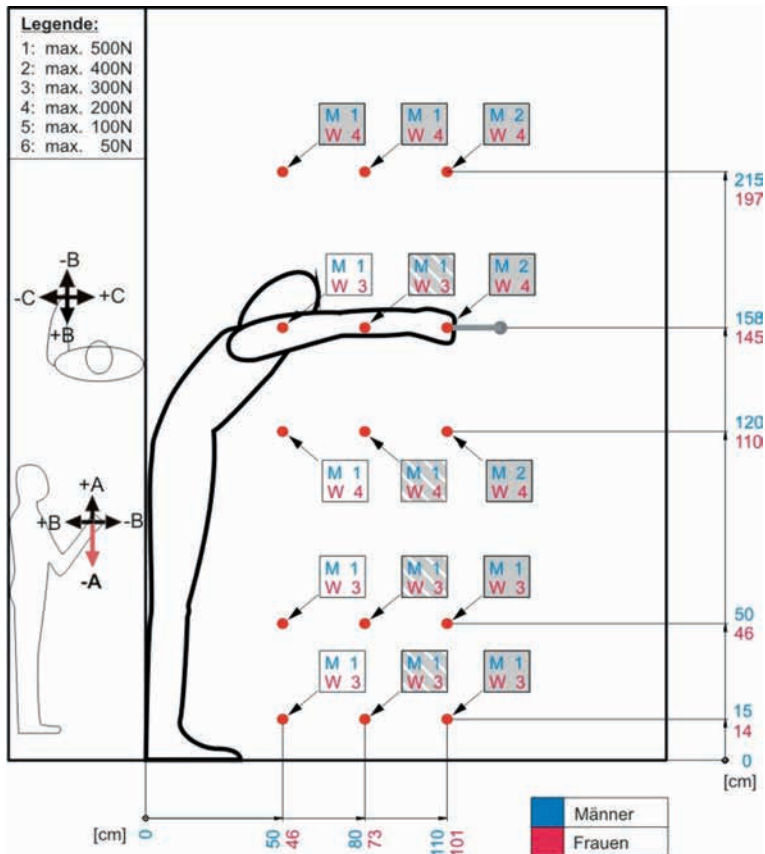 Legende:
1: max. 500N
2: max. 400N
3: max. 300N
4: max. 200N
5: max. 100N
6: max. 50N
M 1
W 4
M 1
W 4
M 2
W 4
215
197
-B
-C
+C
+B
M 1
W 3
M 1
W 3
M 2
W 4
158
145
120
110
M 1
W 4
M 1
W 4
M 2
W 4
+A
+B
-B
-A
M 1
W 3
M 1
W 3
M 1
W 3
50
46
M 1
W 3
M 1
W 3
M 1
W 3
15
14
0
[cm]
[cm]
0
50
46
80
73
110
101
Männer
Frauen